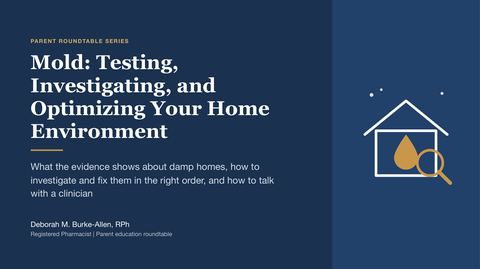 PARENT ROUNDTABLE SERIES
Mold: Testing,
Investigating, and
Optimizing Your Home
Environment
What the evidence shows about damp homes, how to
investigate and fix them in the right order, and how to talk
with a clinician
Deborah M. Burke-Allen, RPh
Registered Pharmacist | Parent education roundtable